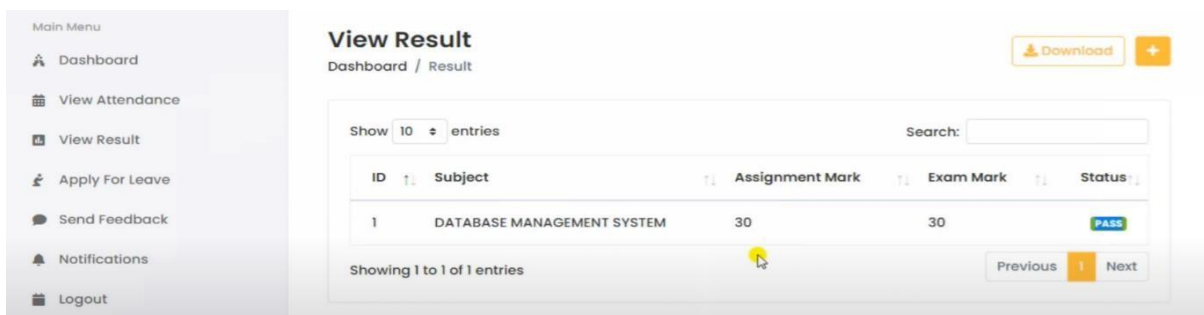 Main Menu
Dashboard
View Attendance
View Result
Apply For Leave
Send Feedback
Notifications
Logout
View Result
Dashboard / Result
Download +
Show 10 entries Search:
ID Subject Assignment Mark Exam Mark Status
1 DATABASE MANAGEMENT SYSTEM 30 30 PASS
Showing 1 to 1 of 1 entries Previous 1 Next